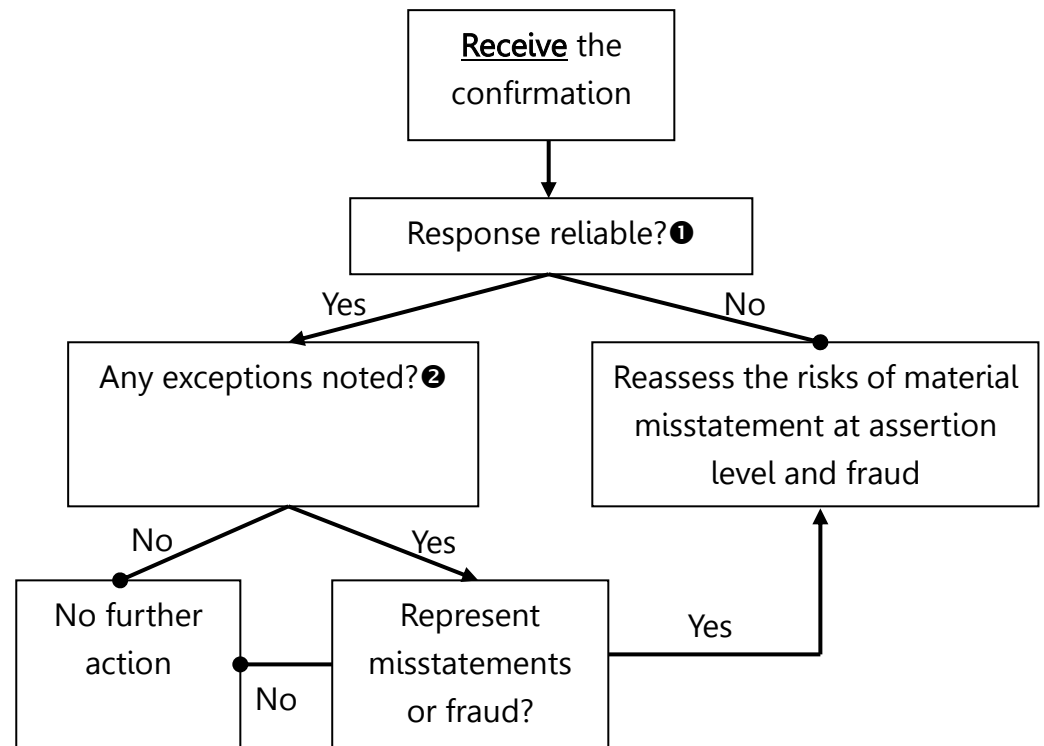 Receive the
confirmation
Response reliable?❶
Yes
No
Any exceptions noted?❷
Reassess the risks of material
misstatement at assertion
level and fraud
No
Yes
No further
action
Represent
misstatements
or fraud?
Yes
No